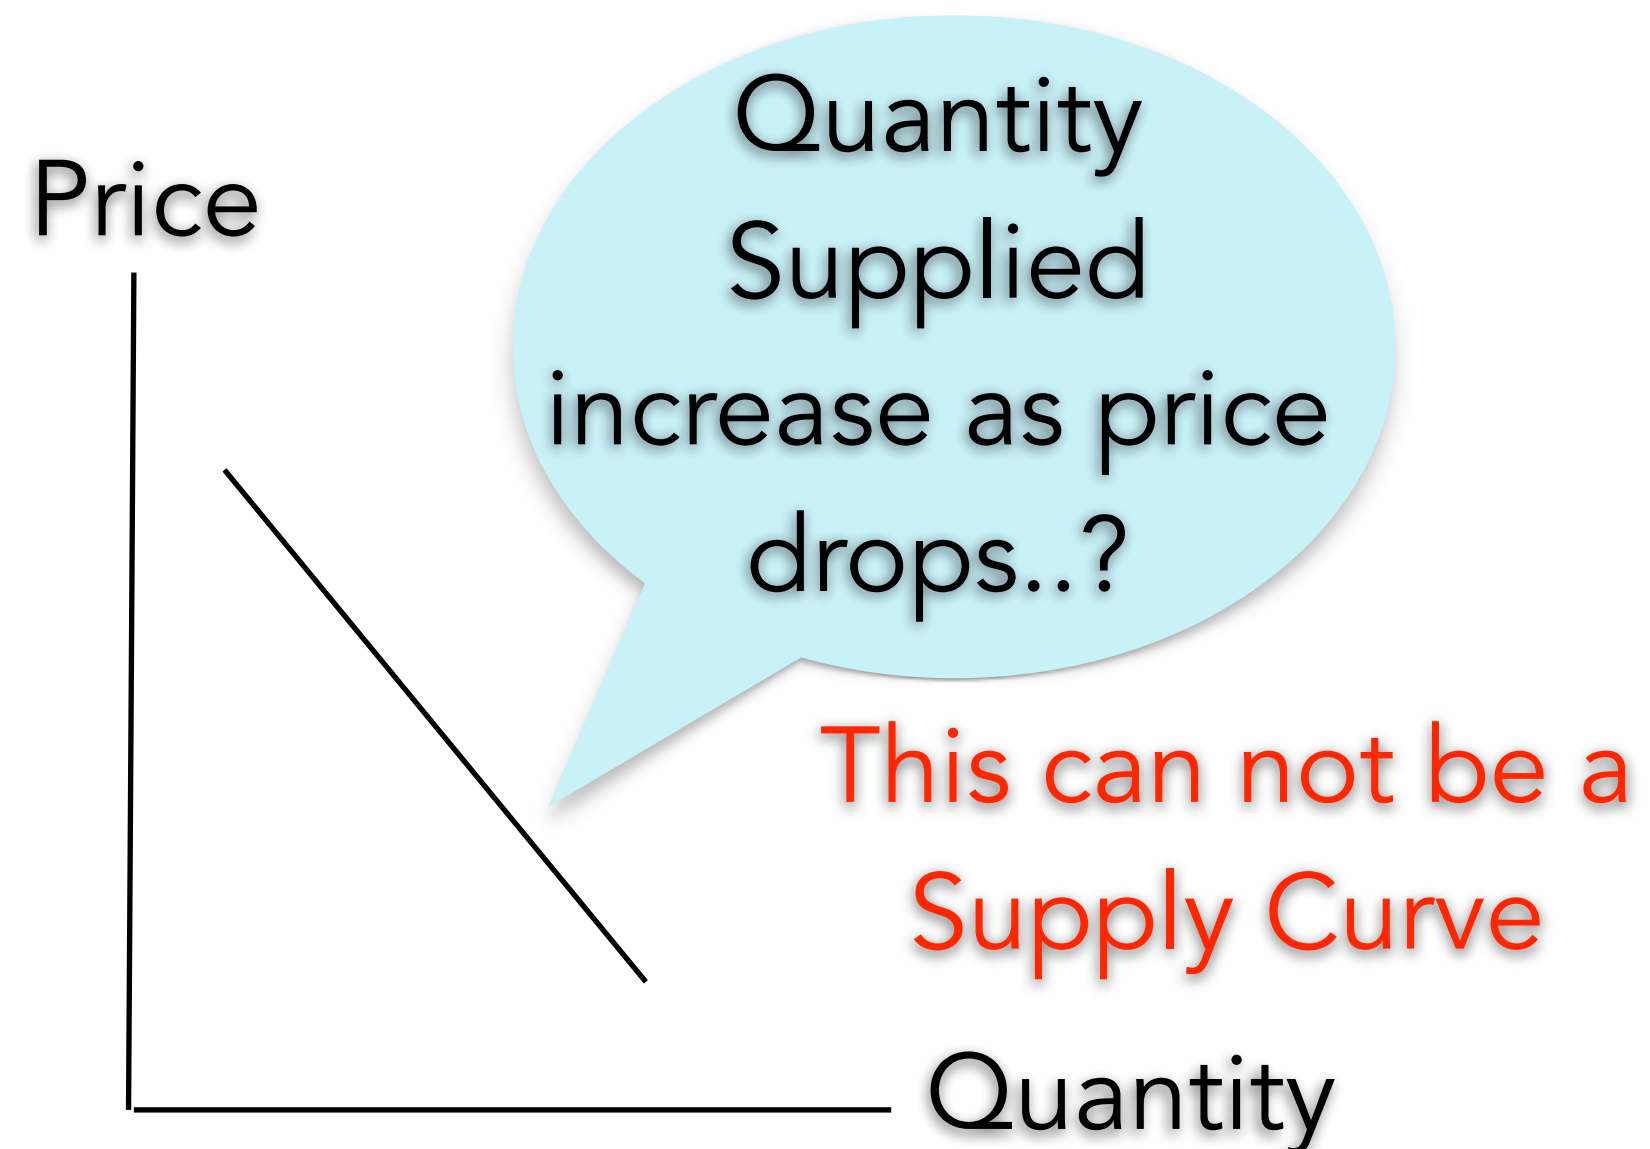 Quantity
Supplied
increase as price
drops..?
Price
This can not be a
Supply Curve
Quantity